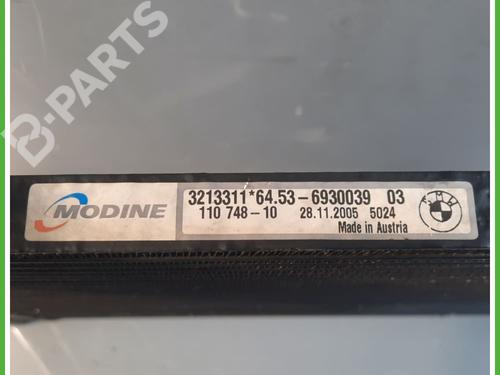 B-PARTS
MODINE
3213311*64.53-6930039 03
110 748-10 28.11.2005 5024
Made in Austria
BMW